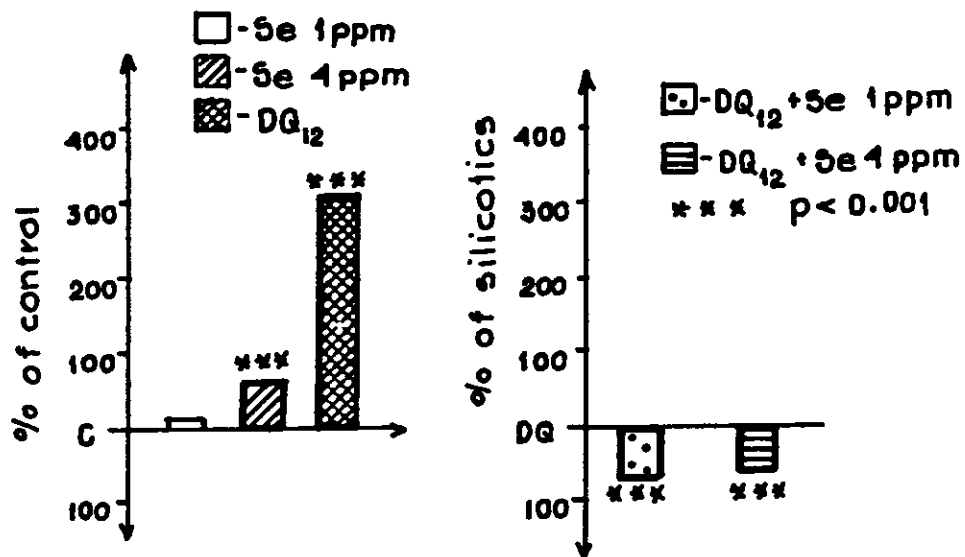 -Se 1ppm
-Se 4ppm
-DQ12
% of control
400
300
200
100
C
100
***
***
-DQ12+Se 1ppm
-DQ12+Se 4ppm
*** p<0.001
% of silicotics
400
300
200
100
DQ
100
***
***